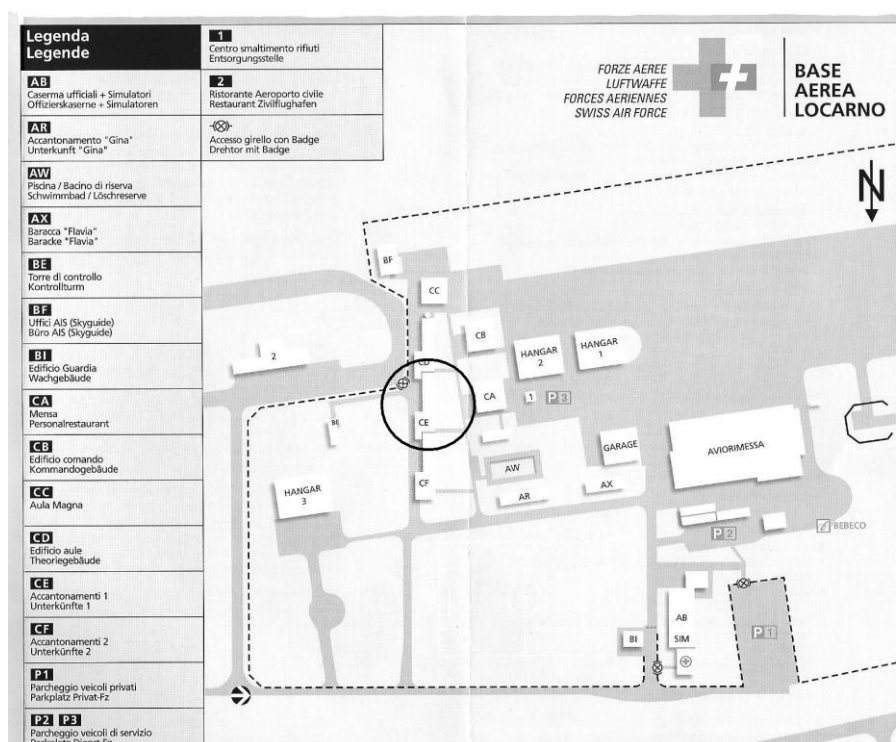 Legenda
Legende
AB
Caserma ufficiali + Simulatori
Offizierskaserne + Simulatoren
AR
Accantonamento "Gina"
Unterkunft "Gina"
AW
Piscina / Bacino di riserva
Schwimmbad / Löschreserve
AX
Baracca "Flavia"
Baracke "Flavia"
BE
Torre di controllo
Kontrollturm
BF
Uffici AIS (Skyguide)
Büro AIS (Skyguide)
BI
Edificio Guardia
Wachgebäude
CA
Mensa
Personalrestaurant
CB
Edificio comando
Kommandogebäude
CC
Aula Magna
CD
Edificio aule
Theoriegebäude
CE
Accantonamenti 1
Unterkünfte 1
CF
Accantonamenti 2
Unterkünfte 2
P1
Parcheggio veicoli privati
Parkplatz Privat-Fz
P2 P3
Parcheggio veicoli di servizio
Parkplatz Dienst-Fz
1
Centro smaltimento rifiuti
Entsorgungsstelle
2
Ristorante Aeroporto civile
Restaurant Zivilflughafen
Accesso girello con Badge
Drehtor mit Badge
FORZE AEREE
LUFTWAFFE
FORCES AERIENNES
SWISS AIR FORCE
BASE
AEREA
LOCARNO
N
BF
CC
CB
HANGAR
2
HANGAR
1
2
CD
CA
1
P 3
CE
GARAGE
AVIORIMESSA
AW
CF
AX
HANGAR
3
AR
P 2
BEBECO
AB
BI
SIM
P 1